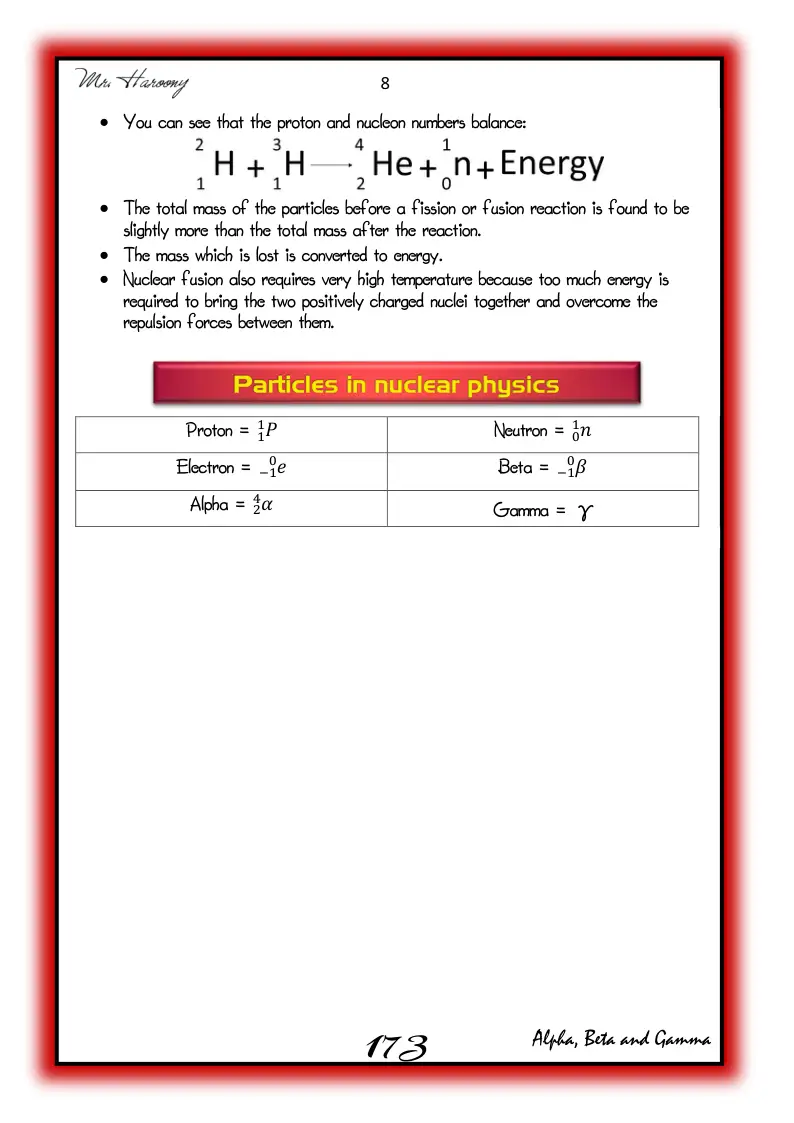 Mr. Haroony
8
• You can see that the proton and nucleon numbers balance:
²₁H + ³₁H ⟶ ⁴₂He + ¹₀n + Energy
• The total mass of the particles before a fission or fusion reaction is found to be
slightly more than the total mass after the reaction.
• The mass which is lost is converted to energy.
• Nuclear fusion also requires very high temperature because too much energy is
required to bring the two positively charged nuclei together and overcome the
repulsion forces between them.
Particles in nuclear physics
Proton = ¹₁P
Neutron = ¹₀n
Electron = ⁰₋₁e
Beta = ⁰₋₁β
Alpha = ⁴₂α
Gamma = γ
173
Alpha, Beta and Gamma